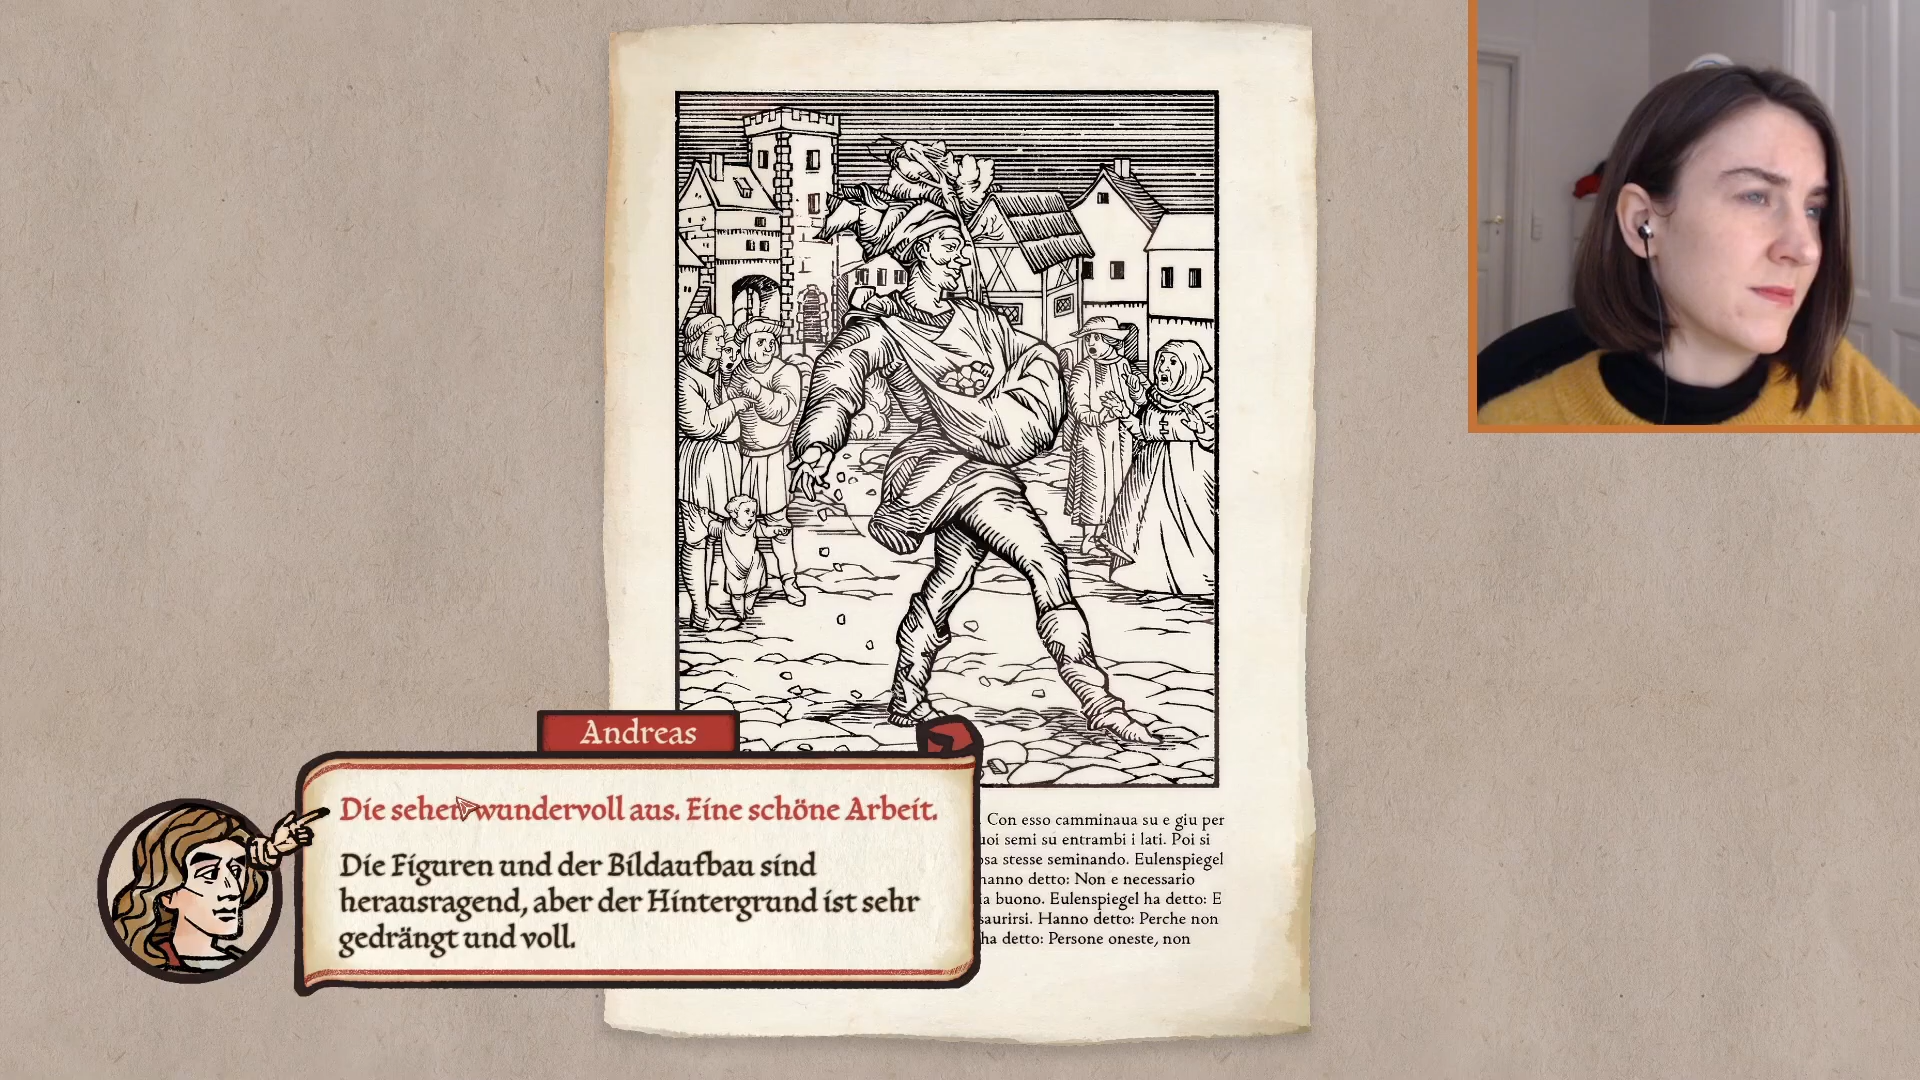 Andreas
Die sehen wundervoll aus. Eine schöne Arbeit.
Die Figuren und der Bildaufbau sind
herausragend, aber der Hintergrund ist sehr
gedrängt und voll.
Con esso camminaua su e giu per
semi su entrambi i lati. Poi si
stesse seminando. Eulenspiegel
hanno detto: Non e necessario
buono. Eulenspiegel ha detto: E
Hanno detto: Perche non
ha detto: Persone oneste, non